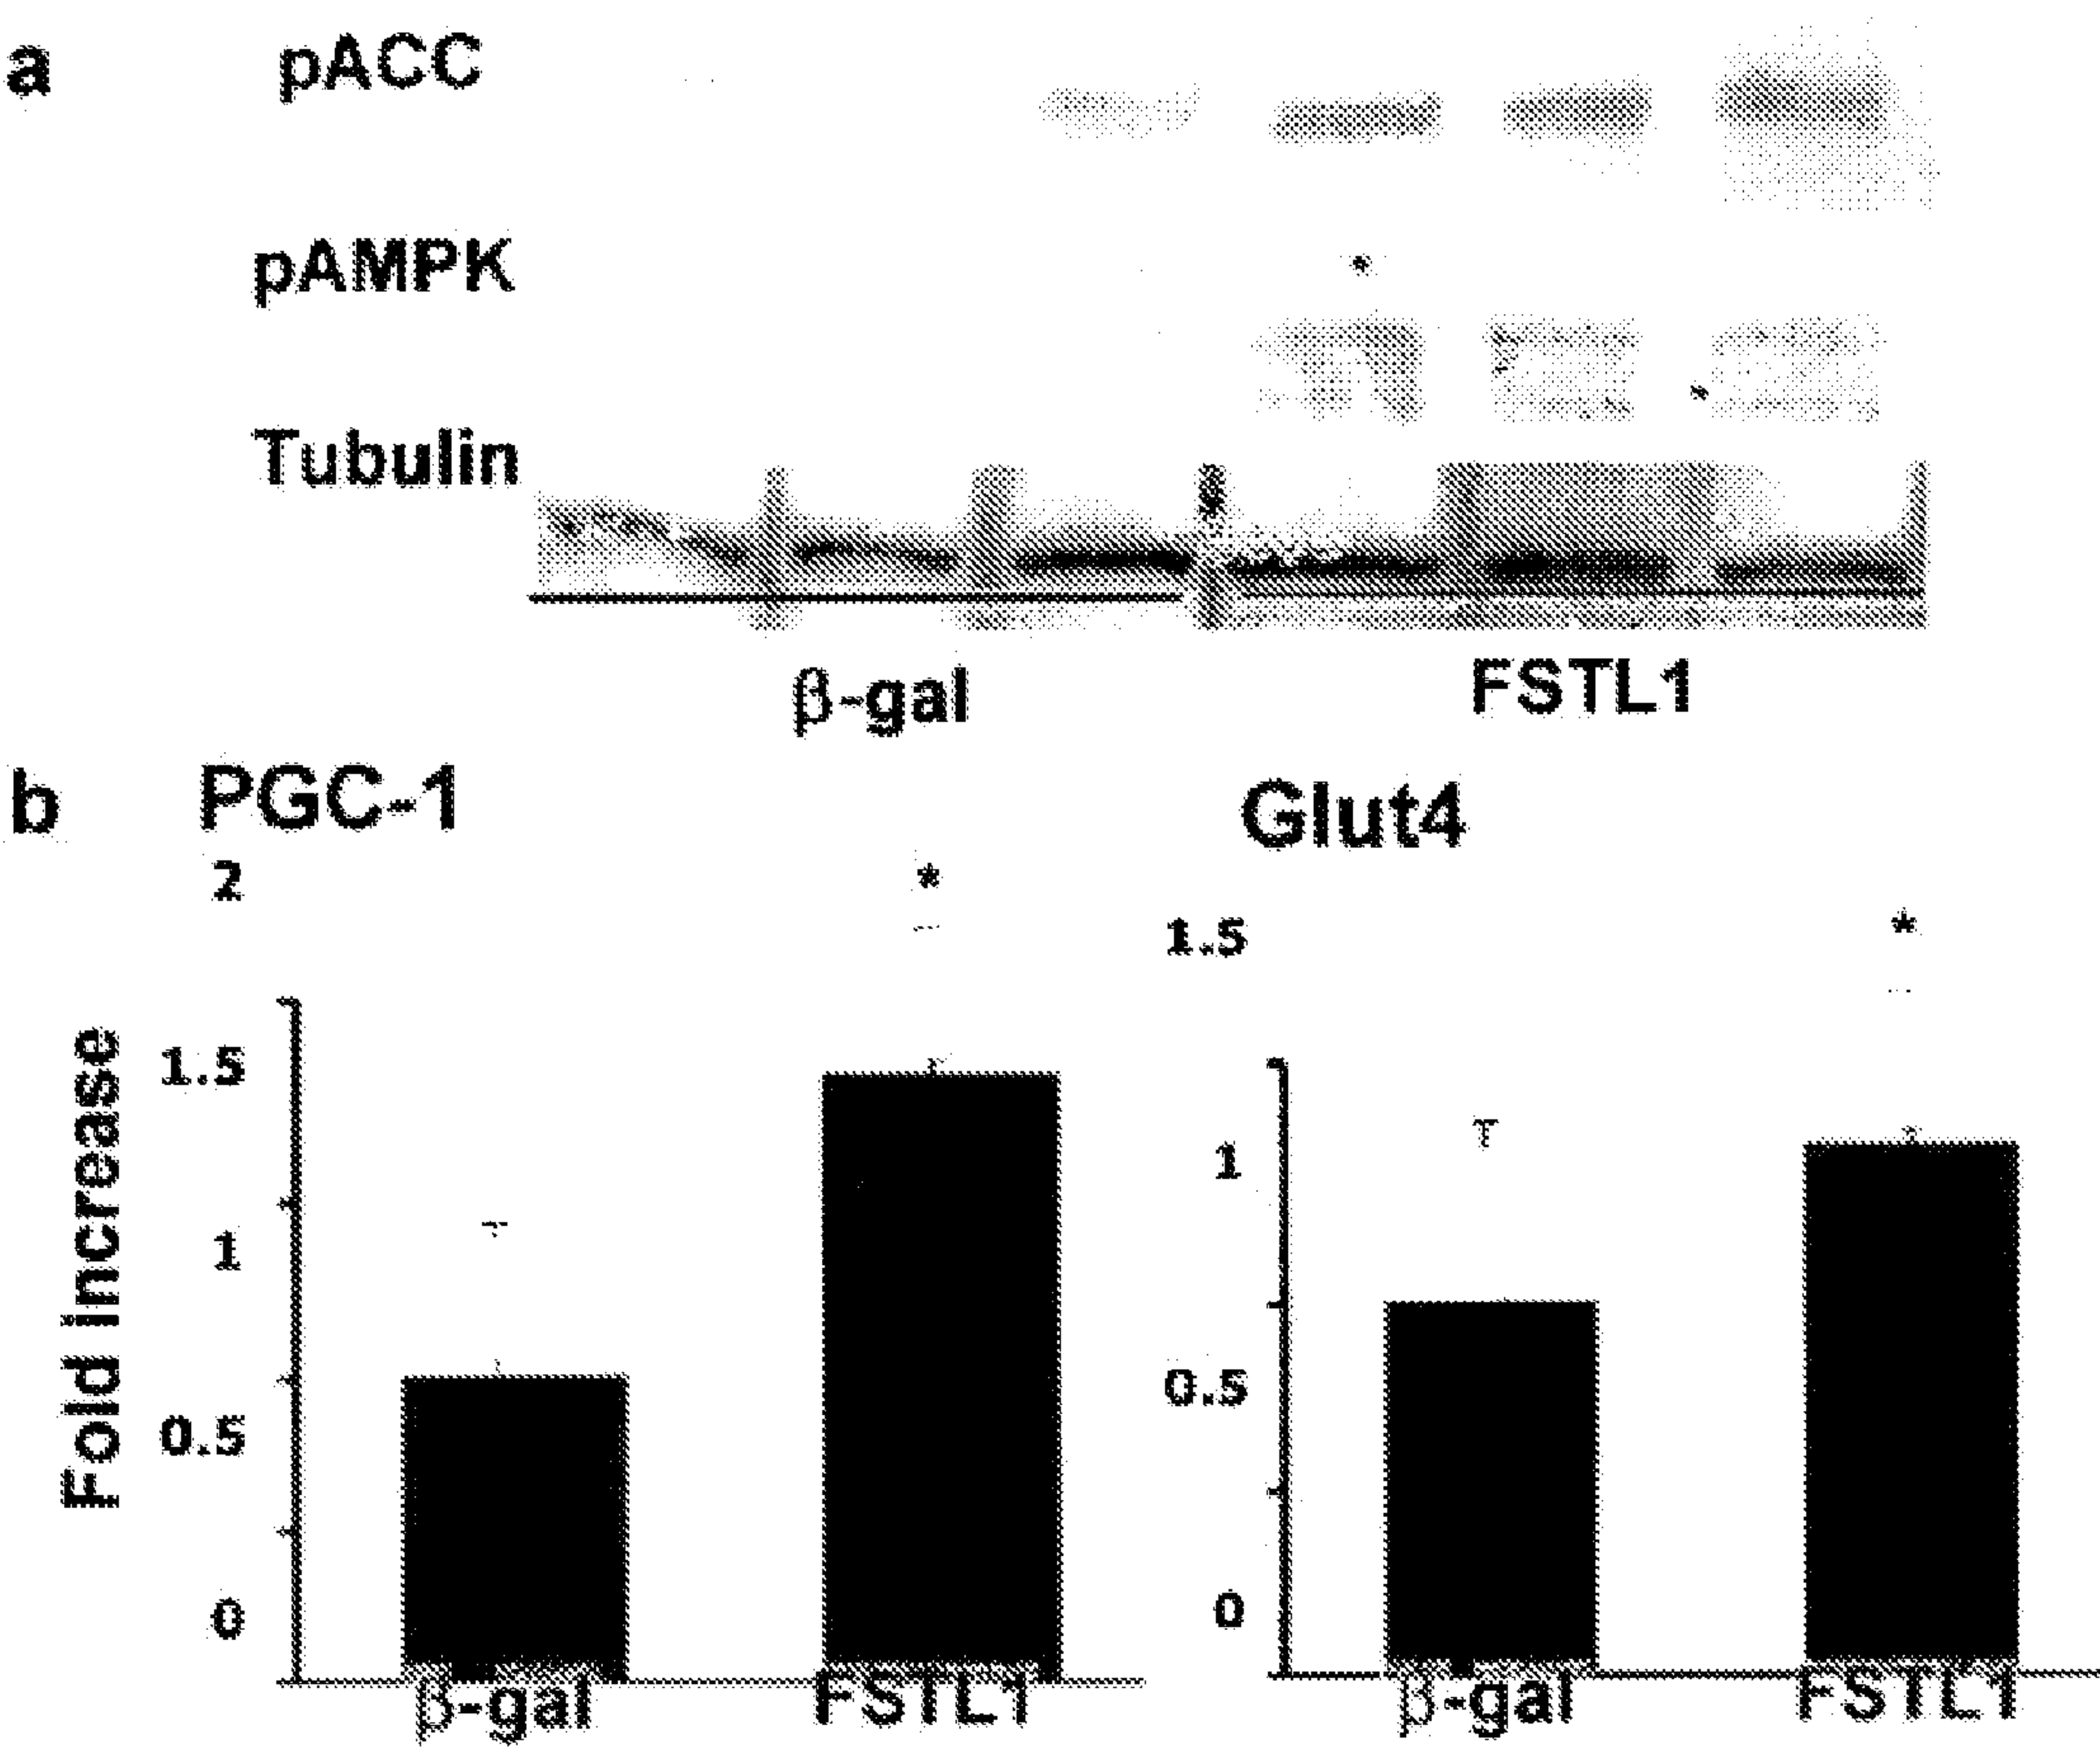 a pACC
pAMPK
Tubulin
β-gal FSTL1
b PGC-1 Glut4
2
*
1.5
*
Fold increase
1.5
1
1
0.5
0.5
0
0
β-gal FSTL1 β-gal FSTL1